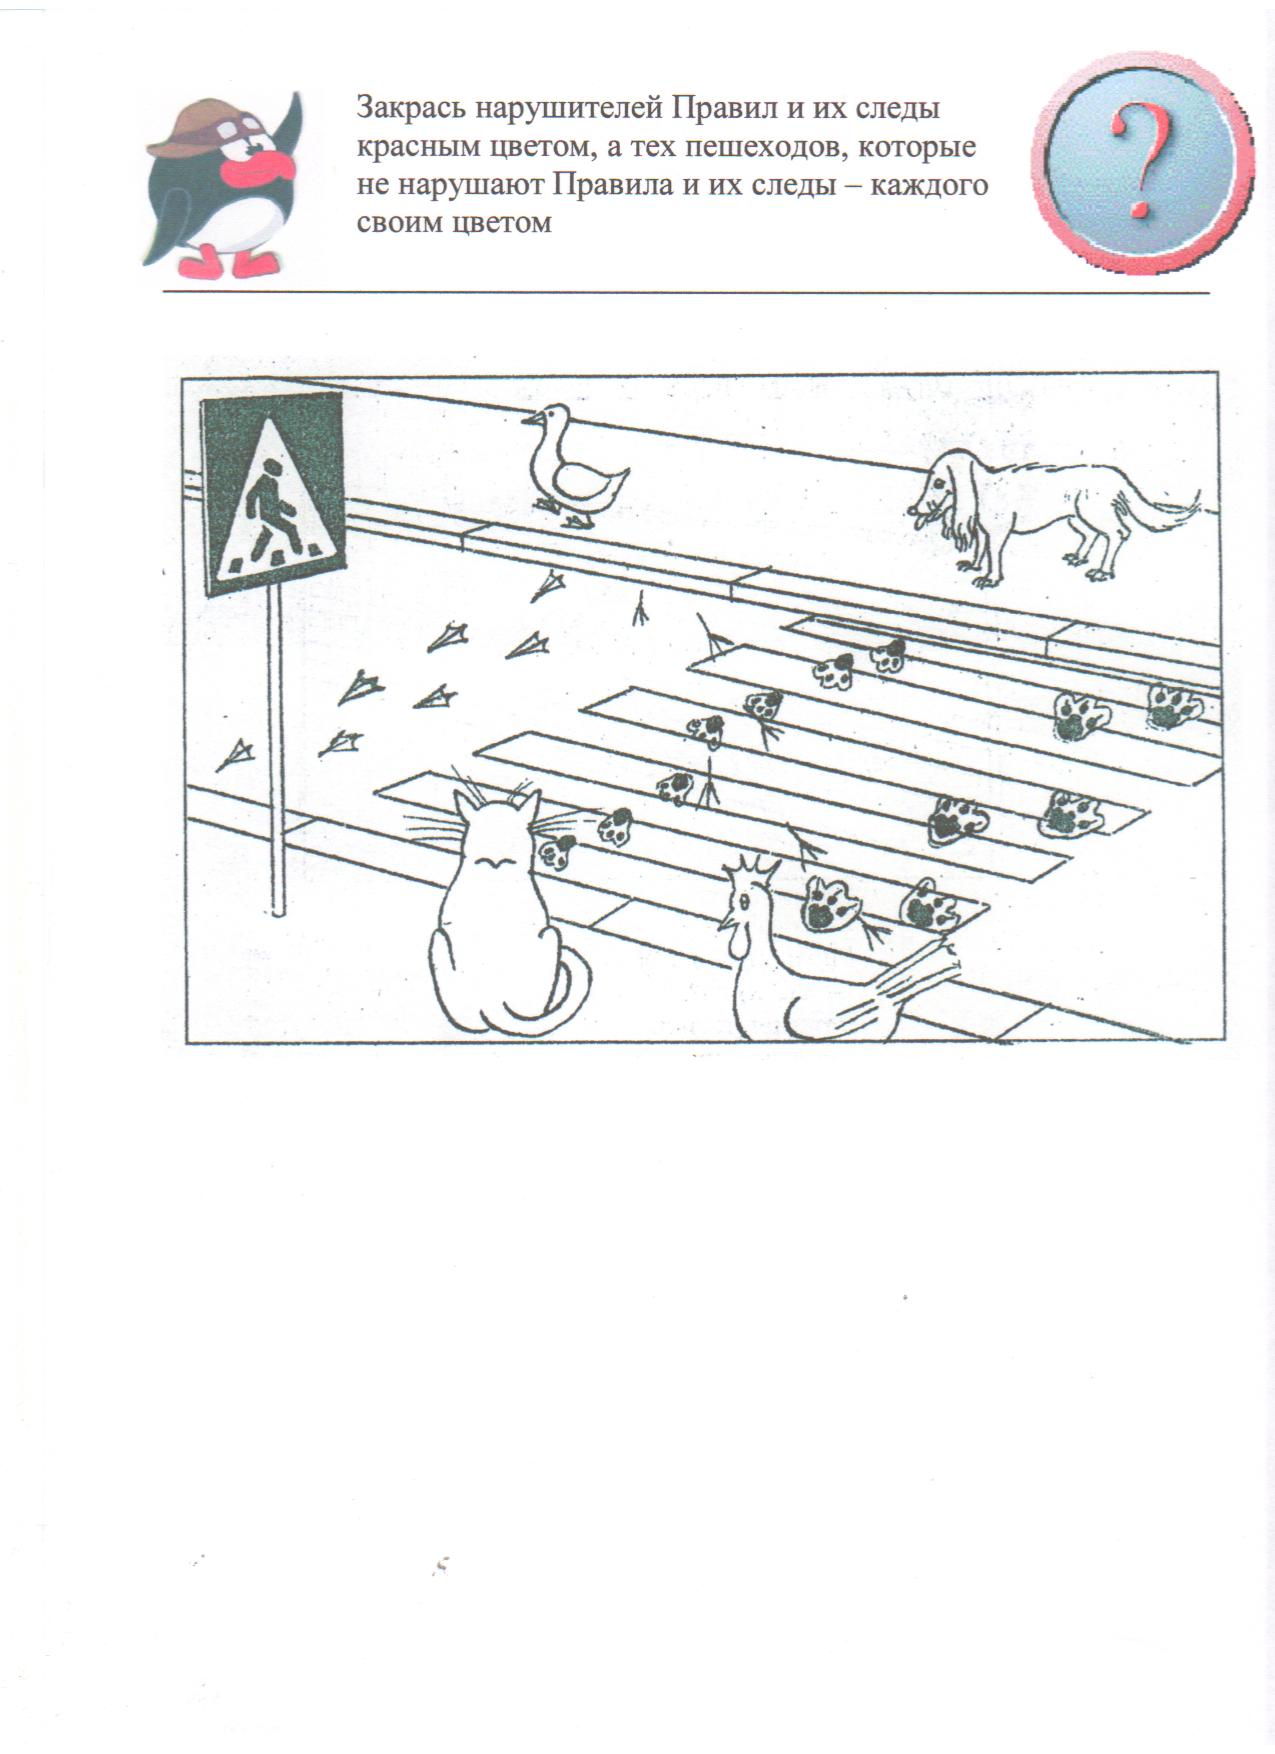 Закрась нарушителей Правил и их следы
красным цветом, а тех пешеходов, которые
не нарушают Правила и их следы – каждого
своим цветом
?